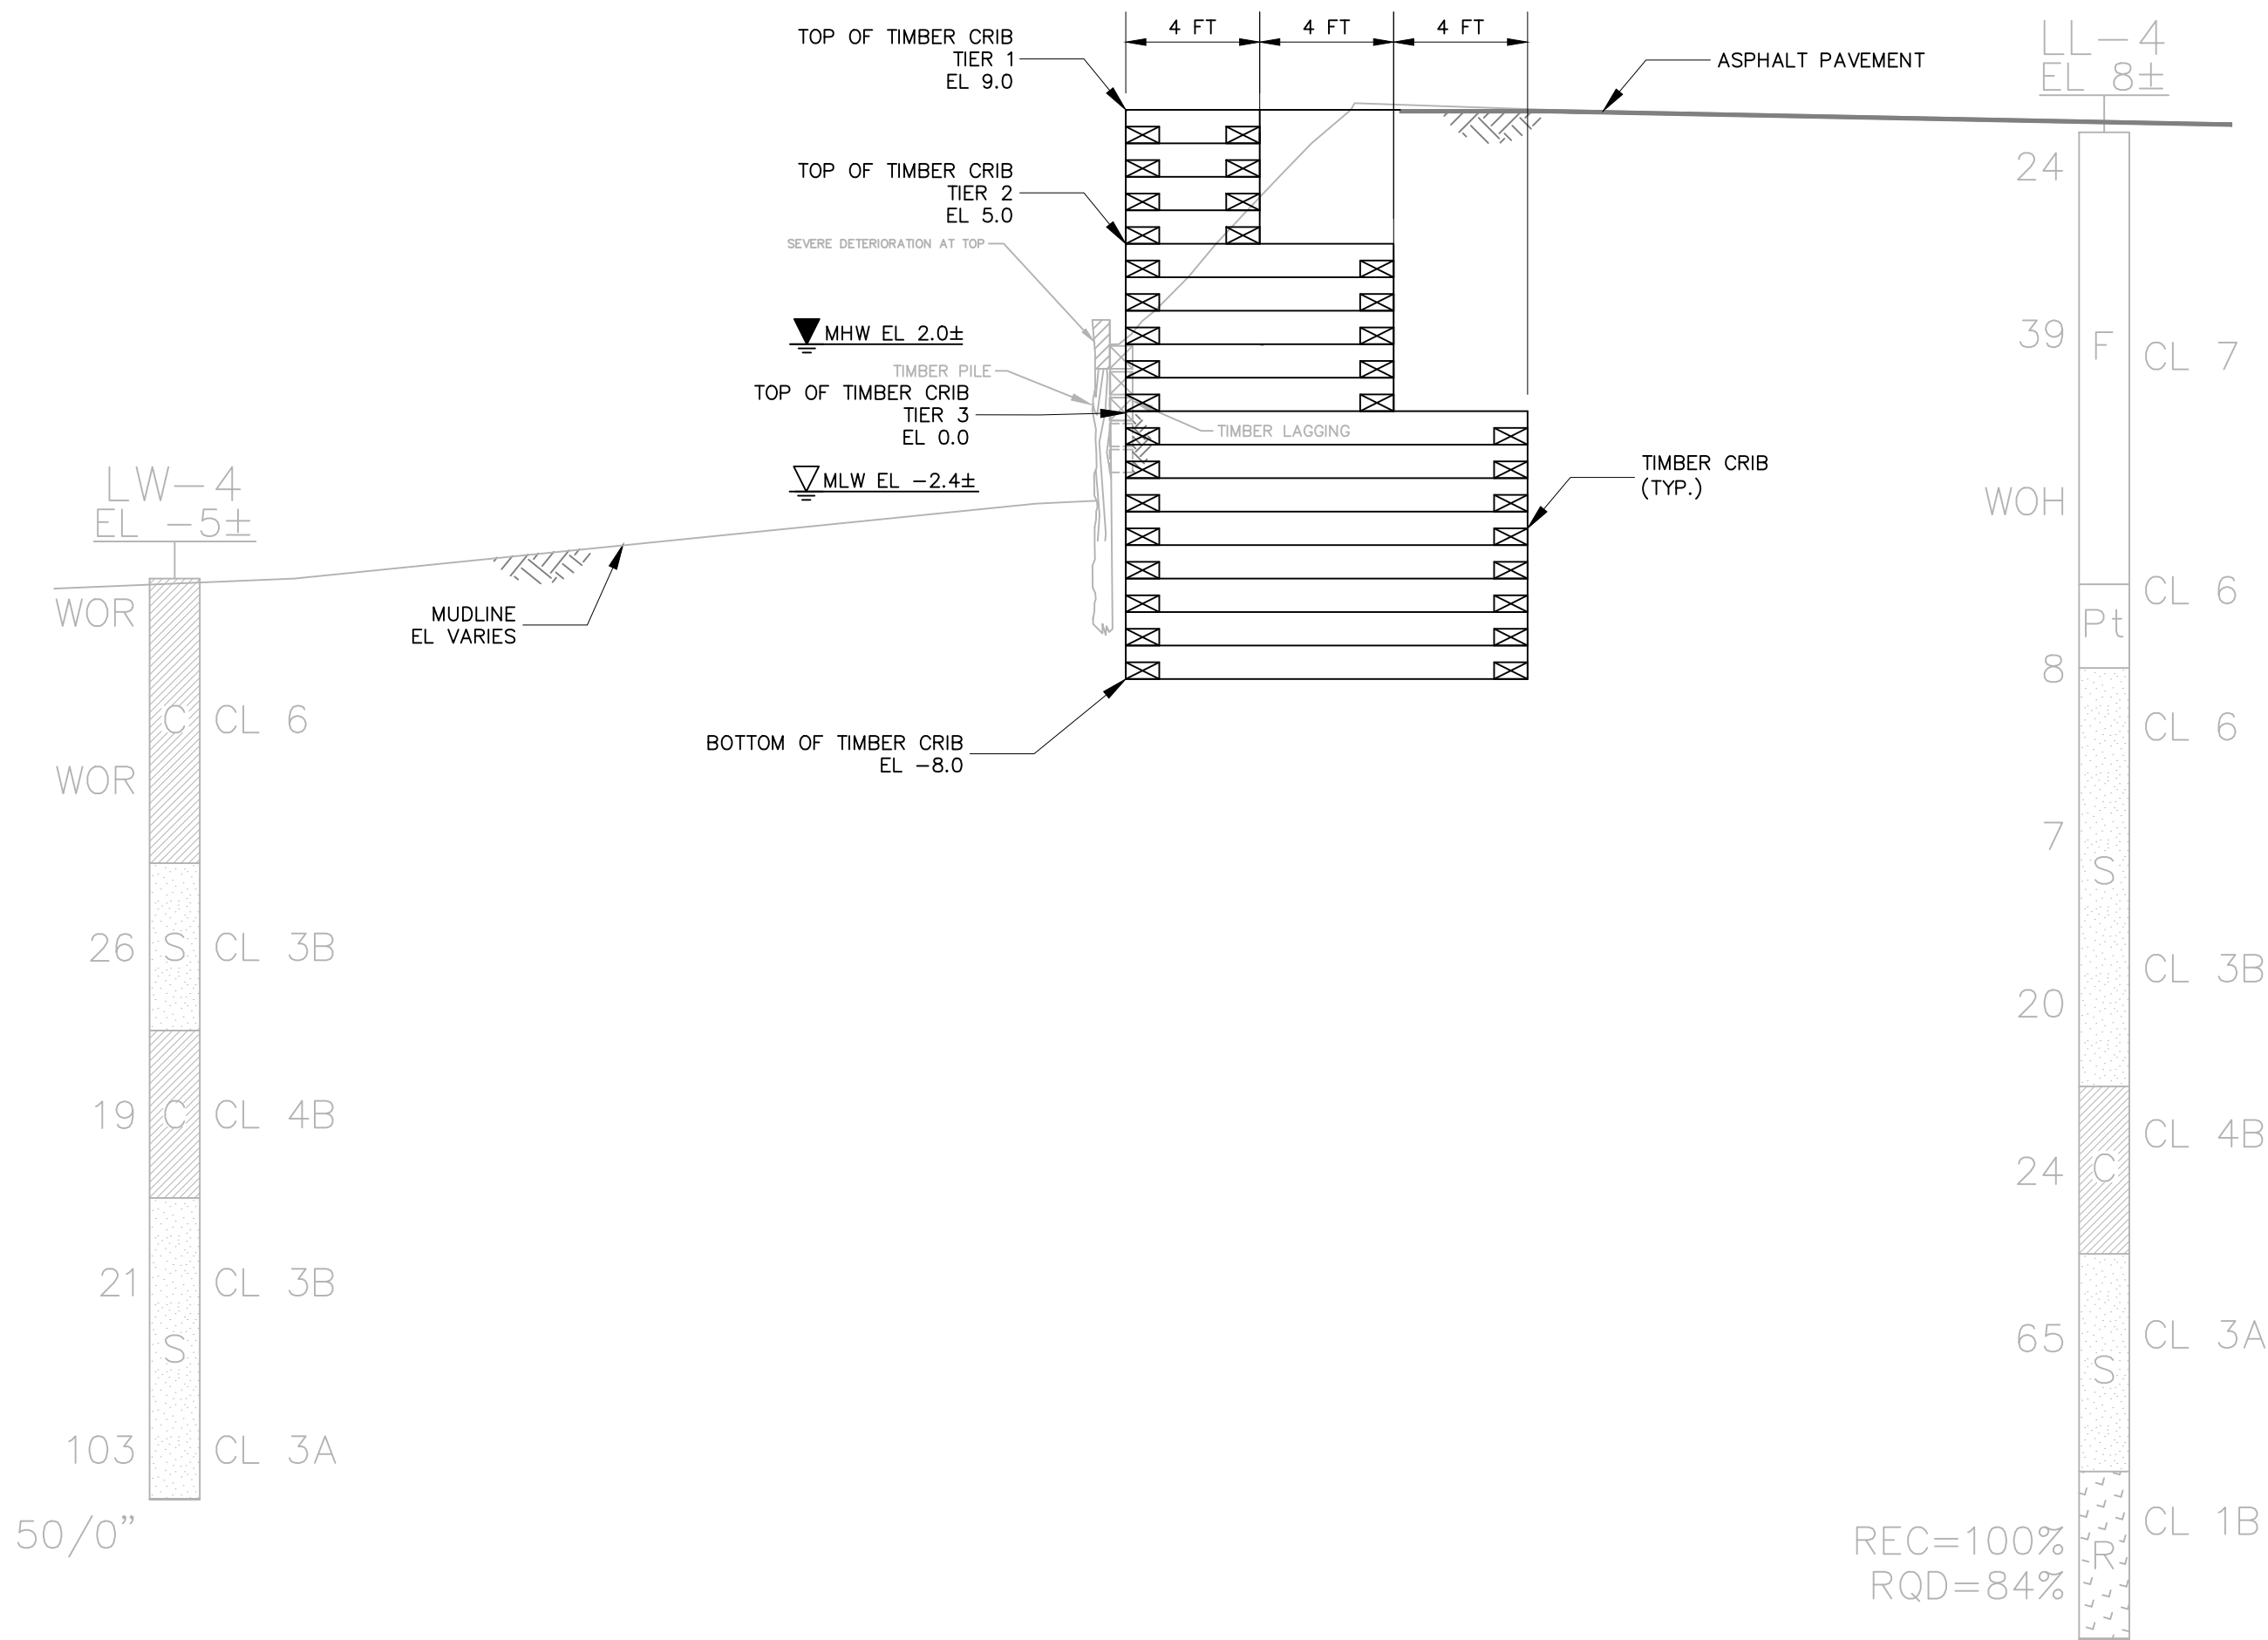 4 FT
4 FT
4 FT
TOP OF TIMBER CRIB
TIER 1
EL 9.0
ASPHALT PAVEMENT
LL-4
EL 8±
TOP OF TIMBER CRIB
TIER 2
EL 5.0
SEVERE DETERIORATION AT TOP
MHW EL 2.0±
TIMBER PILE
TOP OF TIMBER CRIB
TIER 3
EL 0.0
TIMBER LAGGING
MLW EL -2.4±
TIMBER CRIB
(TYP.)
LW-4
EL -5±
MUDLINE
EL VARIES
BOTTOM OF TIMBER CRIB
EL -8.0
WOR
C CL 6
WOR
26 S CL 3B
19 C CL 4B
21 CL 3B
S
103 CL 3A
50/0"
24
39 F CL 7
WOH
CL 6
Pt
8
CL 6
7
S
CL 3B
20
CL 4B
24 C
CL 3A
65
S
CL 1B
REC=100%
R
RQD=84%